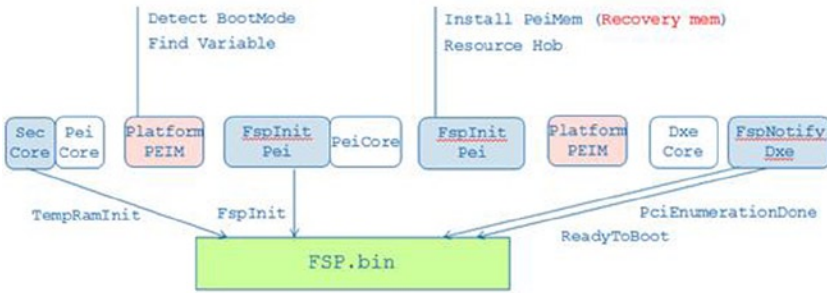 Detect BootMode
Find Variable
Install PeiMem (Recovery mem)
Resource Hob
Sec
Core
Pei
Core
Platform
PEIM
FspInit
Pei
PeiCore
FspInit
Pei
Platform
PEIM
Dxe
Core
FspNotify
Dxe
TempRamInit
FspInit
PciEnumerationDone
ReadyToBoot
FSP.bin